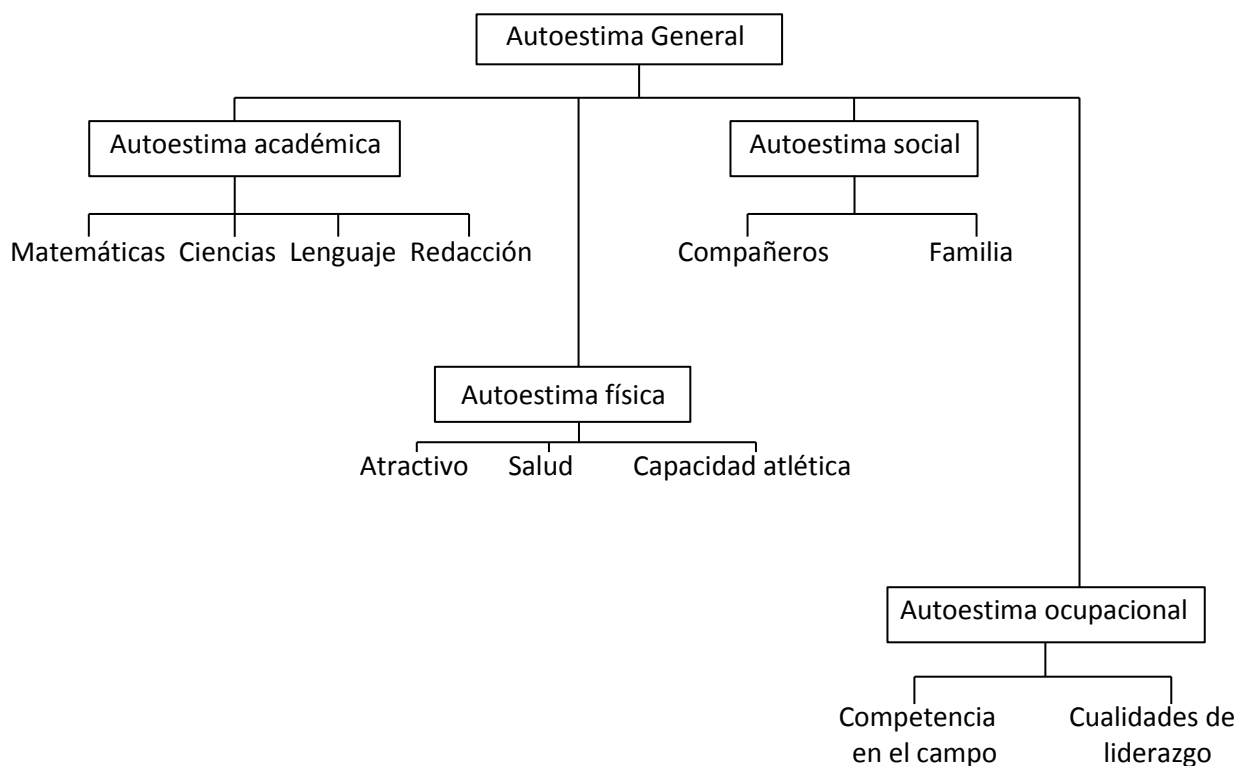 Autoestima General
Autoestima académica
Autoestima social
Matemáticas Ciencias Lenguaje Redacción
Compañeros Familia
Autoestima física
Atractivo Salud Capacidad atlética
Autoestima ocupacional
Competencia
en el campo
Cualidades de
liderazgo